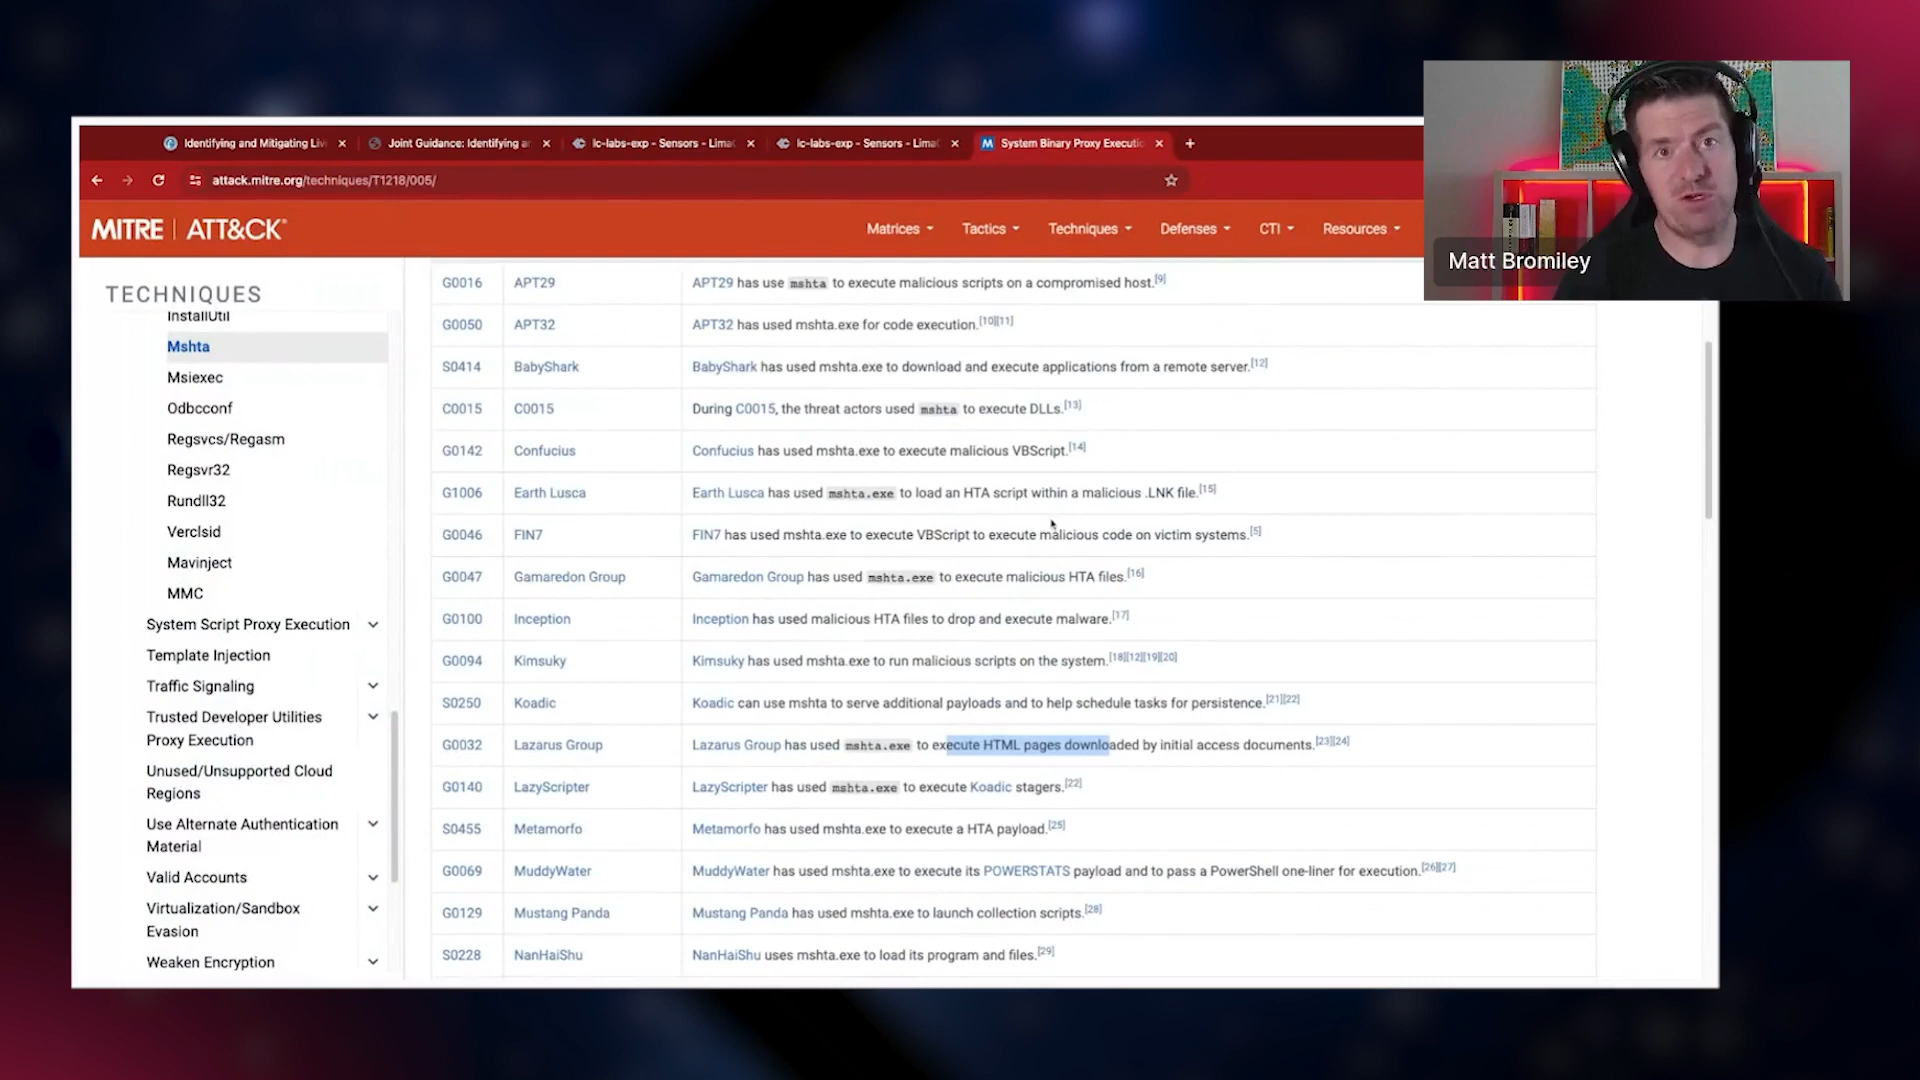 Identifying and Mitigating Livi
Joint Guidance: Identifying a
lc-labs-exp - Sensors - Lima
lc-labs-exp - Sensors - Lima
System Binary Proxy Executi
attack.mitre.org/techniques/T1218/005/
MITRE | ATT&CK®
Matrices
Tactics
Techniques
Defenses
CTI
Resources
Matt Bromiley
TECHNIQUES
InstallUtil
Mshta
Msiexec
Odbcconf
Regsvcs/Regasm
Regsvr32
Rundll32
Verclsid
Mavinject
MMC
System Script Proxy Execution
Template Injection
Traffic Signaling
Trusted Developer Utilities
Proxy Execution
Unused/Unsupported Cloud
Regions
Use Alternate Authentication
Material
Valid Accounts
Virtualization/Sandbox
Evasion
Weaken Encryption
G0016 APT29 APT29 has use mshta to execute malicious scripts on a compromised host.[9]
G0050 APT32 APT32 has used mshta.exe for code execution.[10][11]
S0414 BabyShark BabyShark has used mshta.exe to download and execute applications from a remote server.[12]
C0015 C0015 During C0015, the threat actors used mshta to execute DLLs.[13]
G0142 Confucius Confucius has used mshta.exe to execute malicious VBScript.[14]
G1006 Earth Lusca Earth Lusca has used mshta.exe to load an HTA script within a malicious .LNK file.[15]
G0046 FIN7 FIN7 has used mshta.exe to execute VBScript to execute malicious code on victim systems.[5]
G0047 Gamaredon Group Gamaredon Group has used mshta.exe to execute malicious HTA files.[16]
G0100 Inception Inception has used malicious HTA files to drop and execute malware.[17]
G0094 Kimsuky Kimsuky has used mshta.exe to run malicious scripts on the system.[18][12][19][20]
S0250 Koadic Koadic can use mshta to serve additional payloads and to help schedule tasks for persistence.[21][22]
G0032 Lazarus Group Lazarus Group has used mshta.exe to execute HTML pages downloaded by initial access documents.[23][24]
G0140 LazyScripter LazyScripter has used mshta.exe to execute Koadic stagers.[22]
S0455 Metamorfo Metamorfo has used mshta.exe to execute a HTA payload.[25]
G0069 MuddyWater MuddyWater has used mshta.exe to execute its POWERSTATS payload and to pass a PowerShell one-liner for execution.[26][27]
G0129 Mustang Panda Mustang Panda has used mshta.exe to launch collection scripts.[28]
S0228 NanHaiShu NanHaiShu uses mshta.exe to load its program and files.[29]